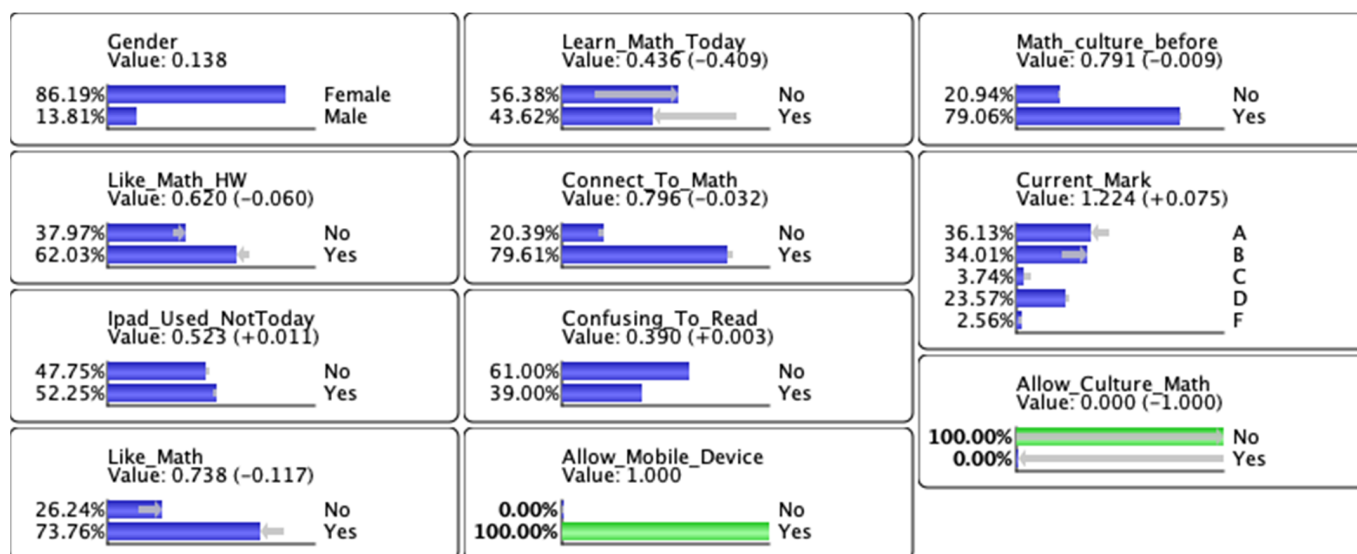 Gender
Value: 0.138
86.19% Female
13.81% Male
Like_Math_HW
Value: 0.620 (−0.060)
37.97% No
62.03% Yes
Ipad_Used_NotToday
Value: 0.523 (+0.011)
47.75% No
52.25% Yes
Like_Math
Value: 0.738 (−0.117)
26.24% No
73.76% Yes
Learn_Math_Today
Value: 0.436 (−0.409)
56.38% No
43.62% Yes
Connect_To_Math
Value: 0.796 (−0.032)
20.39% No
79.61% Yes
Confusing_To_Read
Value: 0.390 (+0.003)
61.00% No
39.00% Yes
Allow_Mobile_Device
Value: 1.000
0.00% No
100.00% Yes
Math_culture_before
Value: 0.791 (−0.009)
20.94% No
79.06% Yes
Current_Mark
Value: 1.224 (+0.075)
36.13% A
34.01% B
3.74% C
23.57% D
2.56% F
Allow_Culture_Math
Value: 0.000 (−1.000)
100.00% No
0.00% Yes